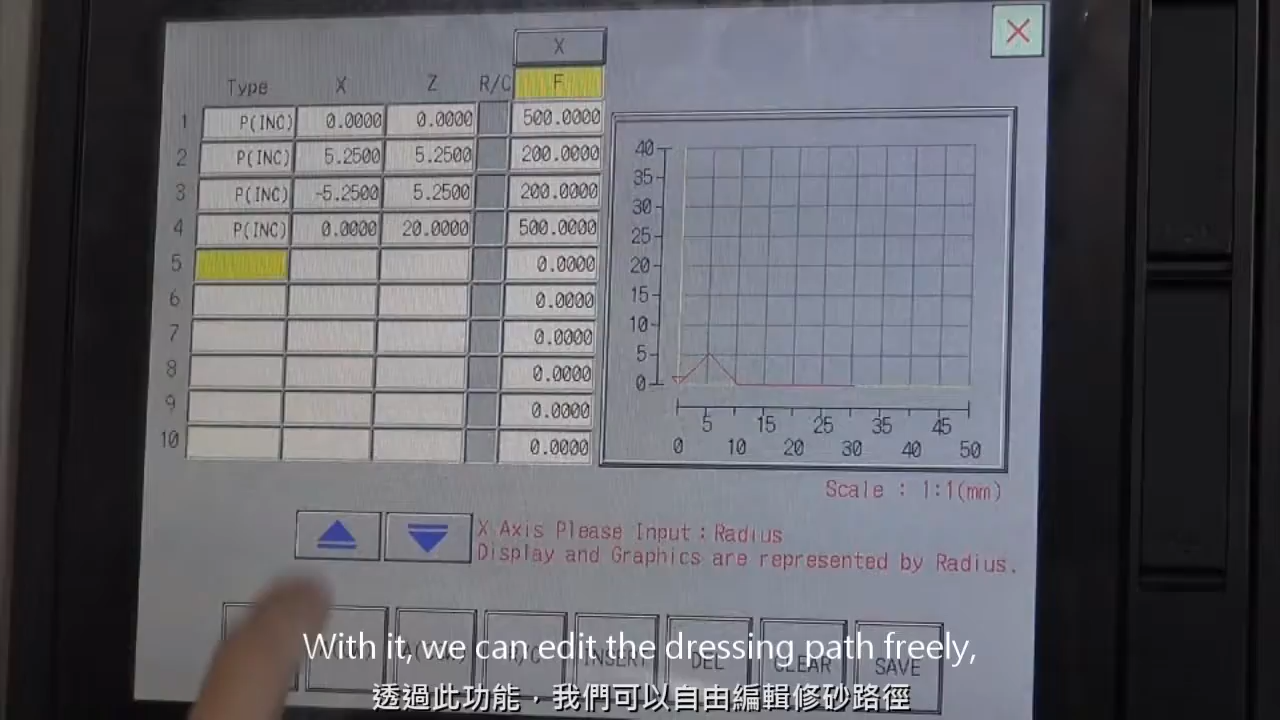 X
Type X Z R/C F
1 P(INC) 0.0000 0.0000 500.0000
2 P(INC) 5.2500 5.2500 200.0000
3 P(INC) -5.2500 5.2500 200.0000
4 P(INC) 0.0000 20.0000 500.0000
5 0.0000
6 0.0000
7 0.0000
8 0.0000
9 0.0000
10 0.0000
40
35
30
25
20
15
10
5
0
5 15 25 35 45
0 10 20 30 40 50
Scale : 1:1(mm)
X Axis Please Input : Radius
Display and Graphics are represented by Radius.
R/C INSERT DEL CLEAR SAVE
With it, we can edit the dressing path freely,
透過此功能，我們可以自由編輯修砂路徑